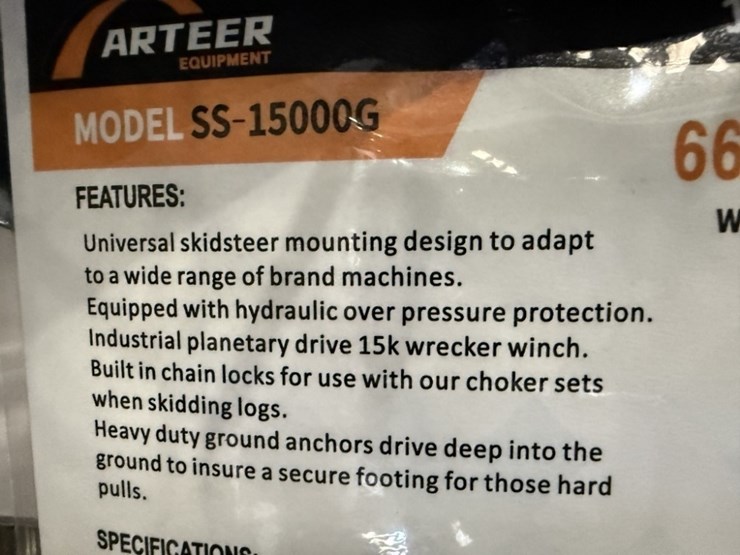 ARTEER
EQUIPMENT
MODEL SS-15000G
66
FEATURES:
Universal skidsteer mounting design to adapt
to a wide range of brand machines.
Equipped with hydraulic over pressure protection.
Industrial planetary drive 15k wrecker winch.
Built in chain locks for use with our choker sets
when skidding logs.
Heavy duty ground anchors drive deep into the
ground to insure a secure footing for those hard
pulls.
SPECIFICATIONS: